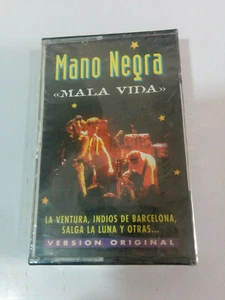 Mano Negra
«MALA VIDA»
LA VENTURA, INDIOS DE BARCELONA,
SALGA LA LUNA Y OTRAS...
VERSION ORIGINAL